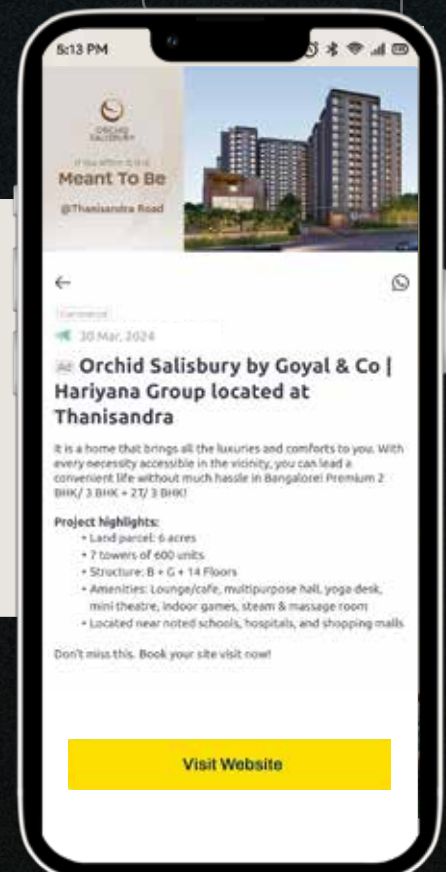 5:13 PM
ORCHID
SALISBURY
Meant To Be
@Thanisandra Road
30 Mar, 2024
Ad Orchid Salisbury by Goyal & Co |
Hariyana Group located at
Thanisandra
It is a home that brings all the luxuries and comforts to you. With
every necessity accessible in the vicinity, you can lead a
convenient life without much hassle in Bangalore! Premium 2
BHK/ 3 BHK + 2T/ 3 BHK!
Project highlights:
• Land parcel: 6 acres
• 7 towers of 600 units
• Structure: B + G + 14 Floors
• Amenities: Lounge/cafe, multipurpose hall, yoga desk,
mini theatre, indoor games, steam & massage room
• Located near noted schools, hospitals, and shopping malls
Don't miss this. Book your site visit now!
Visit Website